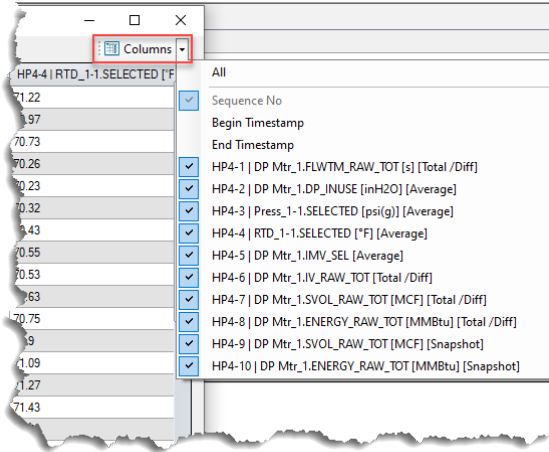 Columns
HP4-4 | RTD_1-1.SELECTED [°F
All
Sequence No
Begin Timestamp
End Timestamp
HP4-1 | DP Mtr_1.FLWTM_RAW_TOT [s] [Total /Diff]
HP4-2 | DP Mtr_1.DP_INUSE [inH2O] [Average]
HP4-3 | Press_1-1.SELECTED [psi(g)] [Average]
HP4-4 | RTD_1-1.SELECTED [°F] [Average]
HP4-5 | DP Mtr_1.IMV_SEL [Average]
HP4-6 | DP Mtr_1.IV_RAW_TOT [Total /Diff]
HP4-7 | DP Mtr_1.SVOL_RAW_TOT [MCF] [Total /Diff]
HP4-8 | DP Mtr_1.ENERGY_RAW_TOT [MMBtu] [Total /Diff]
HP4-9 | DP Mtr_1.SVOL_RAW_TOT [MCF] [Snapshot]
HP4-10 | DP Mtr_1.ENERGY_RAW_TOT [MMBtu] [Snapshot]
71.22
70.73
70.26
70.23
70.32
70.55
70.53
70.75
71.27
71.43